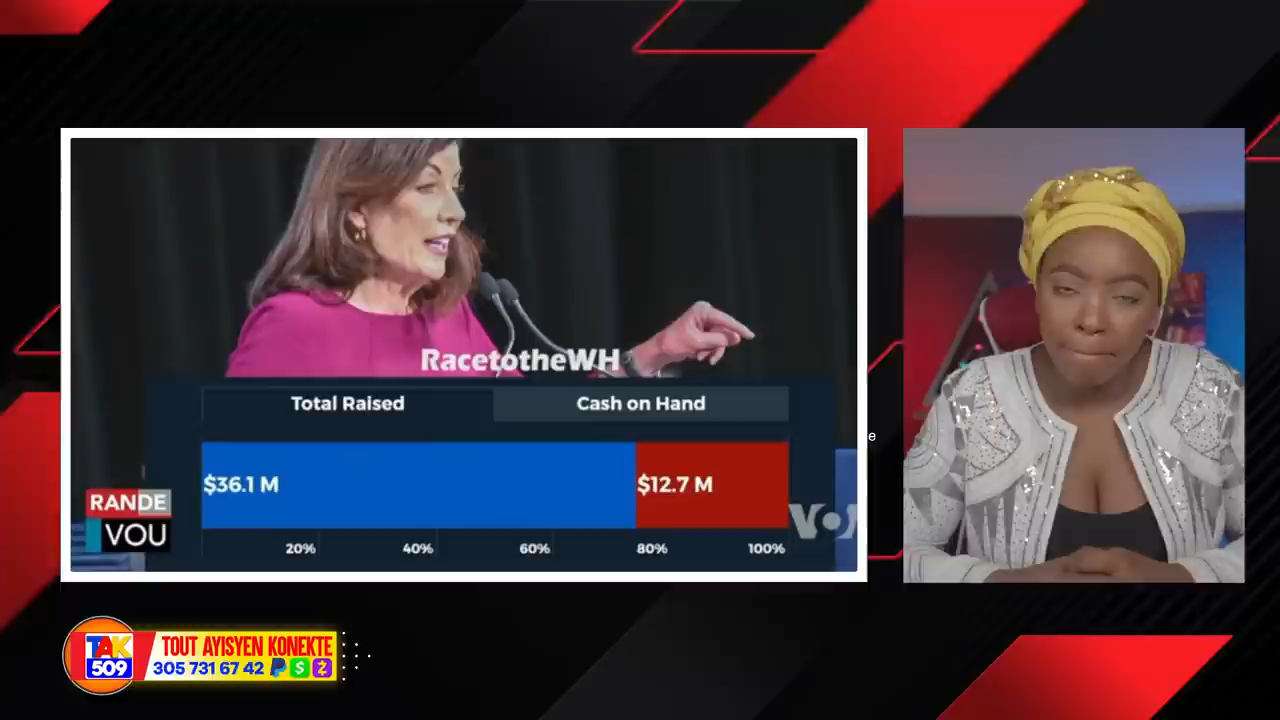 RacetotheWH
Total Raised
Cash on Hand
$36.1 M
$12.7 M
20%
40%
60%
80%
100%
RANDE
VOU
VOA
e
TAK
509
TOUT AYISYEN KONEKTE
305 731 67 42